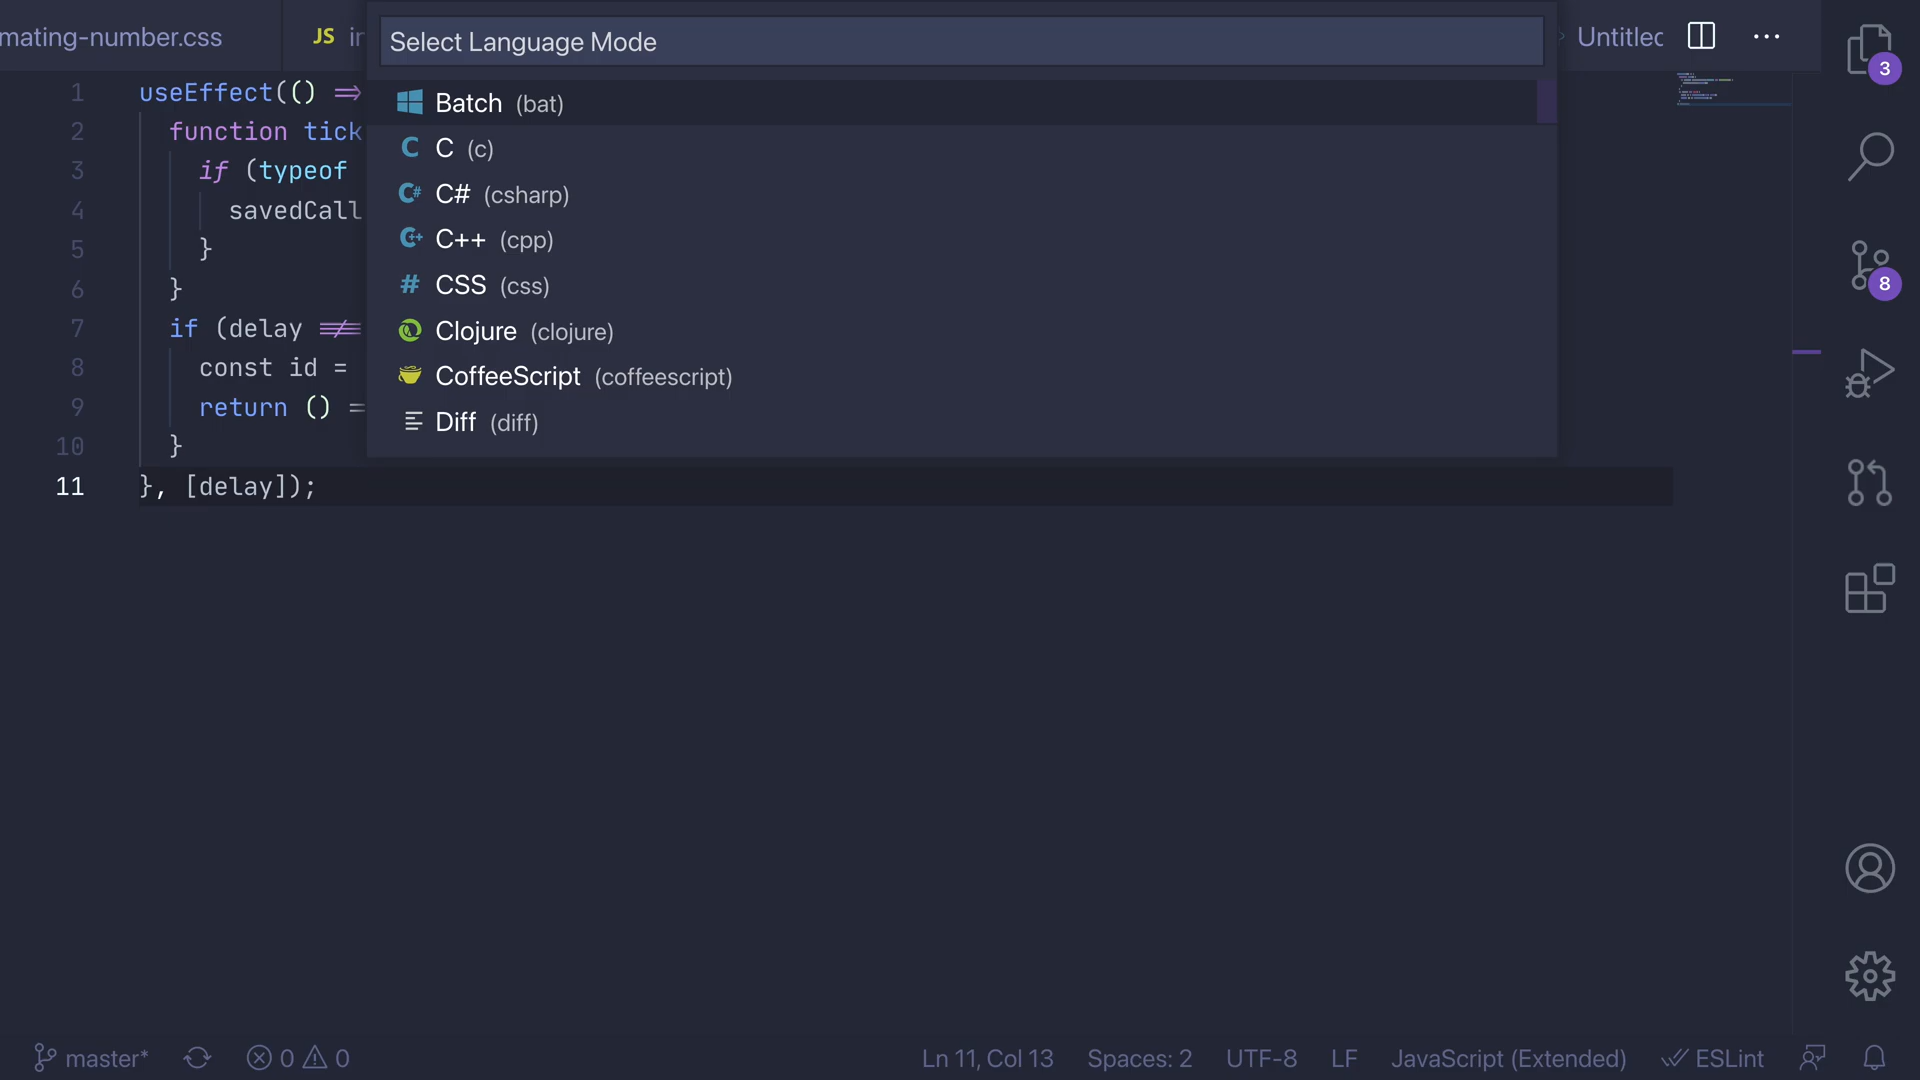 mating-number.css
JS in
Select Language Mode
Untitled
3
Batch (bat)
C C (c)
C# C# (csharp)
C++ C++ (cpp)
# CSS (css)
Clojure (clojure)
CoffeeScript (coffeescript)
Diff (diff)
1 useEffect(() =>
2 function tick
3 if (typeof
4 savedCall
5 }
6 }
7 if (delay !==
8 const id =
9 return () =
10 }
11 }, [delay]);
8
master* 0 0
Ln 11, Col 13 Spaces: 2 UTF-8 LF JavaScript (Extended) ESLint